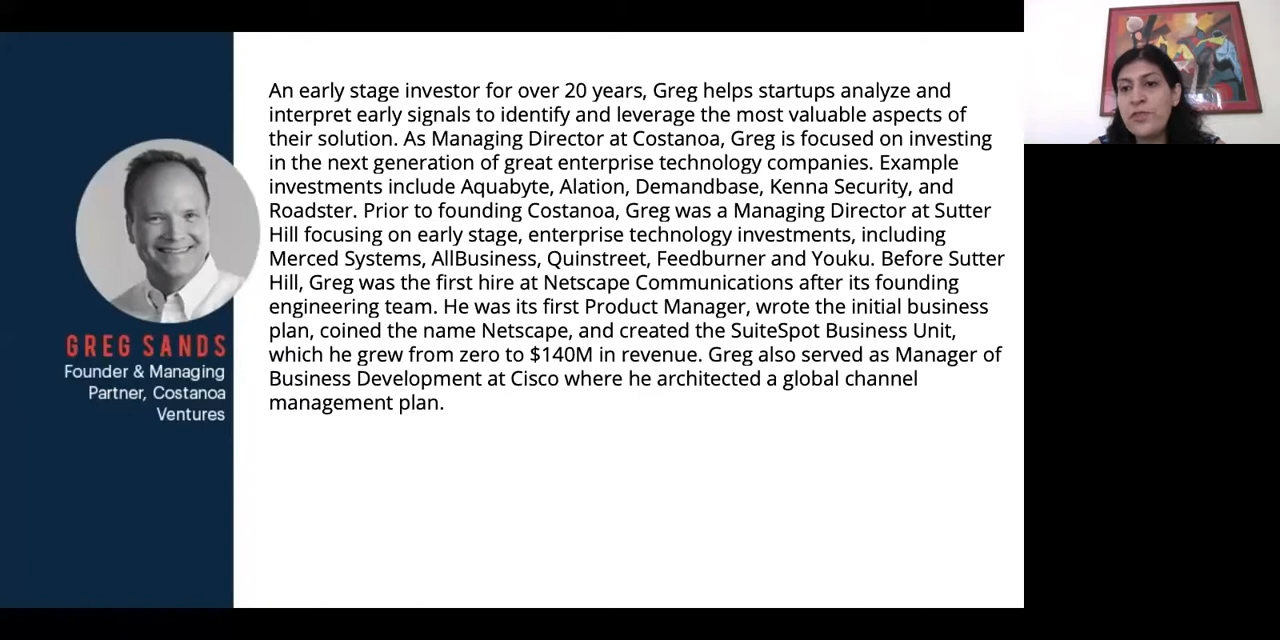 An early stage investor for over 20 years, Greg helps startups analyze and
interpret early signals to identify and leverage the most valuable aspects of
their solution. As Managing Director at Costanoa, Greg is focused on investing
in the next generation of great enterprise technology companies. Example
investments include Aquabyte, Alation, Demandbase, Kenna Security, and
Roadster. Prior to founding Costanoa, Greg was a Managing Director at Sutter
Hill focusing on early stage, enterprise technology investments, including
Merced Systems, AllBusiness, Quinstreet, Feedburner and Youku. Before Sutter
Hill, Greg was the first hire at Netscape Communications after its founding
engineering team. He was its first Product Manager, wrote the initial business
plan, coined the name Netscape, and created the SuiteSpot Business Unit,
which he grew from zero to $140M in revenue. Greg also served as Manager of
Business Development at Cisco where he architected a global channel
management plan.
GREG SANDS
Founder & Managing
Partner, Costanoa
Ventures